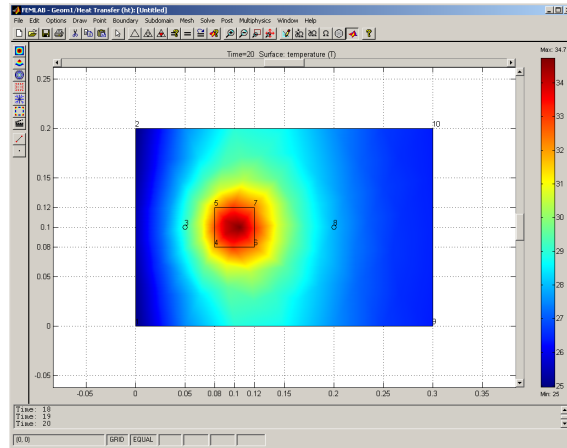 FEMLAB - Geom1/Heat Transfer (ht): [Untitled]
File Edit Options Draw Point Boundary Subdomain Mesh Solve Post Multiphysics Window Help
Time=20 Surface: temperature (T)
Max: 34.7
0.25
0.2
0.15
0.12
0.1
0.08
0.05
0
-0.05
2
10
5
7
3
8
4
6
9
-0.05 0 0.05 0.08 0.1 0.12 0.15 0.2 0.25 0.3 0.35
34
33
32
31
30
29
28
27
26
25
Min: 25
Time: 18
Time: 19
Time: 20
(0, 0) GRID EQUAL